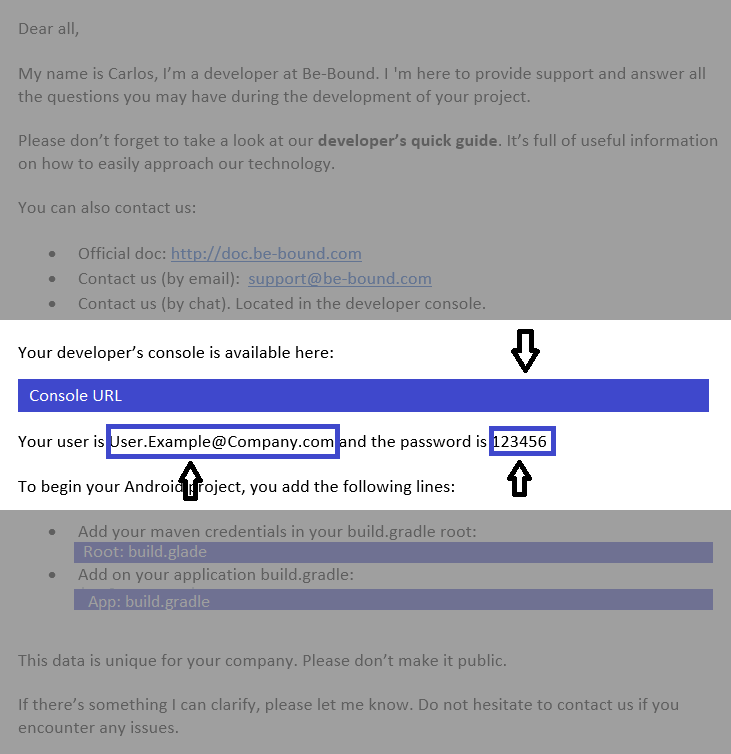 Dear all,
My name is Carlos, I’m a developer at Be-Bound. I 'm here to provide support and answer all
the questions you may have during the development of your project.
Please don’t forget to take a look at our developer’s quick guide. It’s full of useful information
on how to easily approach our technology.
You can also contact us:
• Official doc: http://doc.be-bound.com
• Contact us (by email): support@be-bound.com
• Contact us (by chat). Located in the developer console.
Your developer’s console is available here:
Console URL
Your user is User.Example@Company.com and the password is 123456
To begin your Android project, you add the following lines:
• Add your maven credentials in your build.gradle root:
Root: build.glade
• Add on your application build.gradle:
App: build.gradle
This data is unique for your company. Please don’t make it public.
If there’s something I can clarify, please let me know. Do not hesitate to contact us if you
encounter any issues.